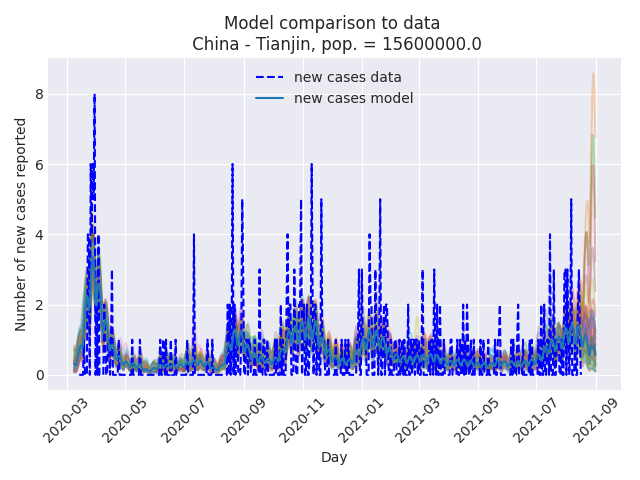 Model comparison to data
China - Tianjin, pop. = 15600000.0
new cases data
new cases model
Number of new cases reported
8
6
4
2
0
2020-03
2020-05
2020-07
2020-09
2020-11
2021-01
2021-03
2021-05
2021-07
2021-09
Day